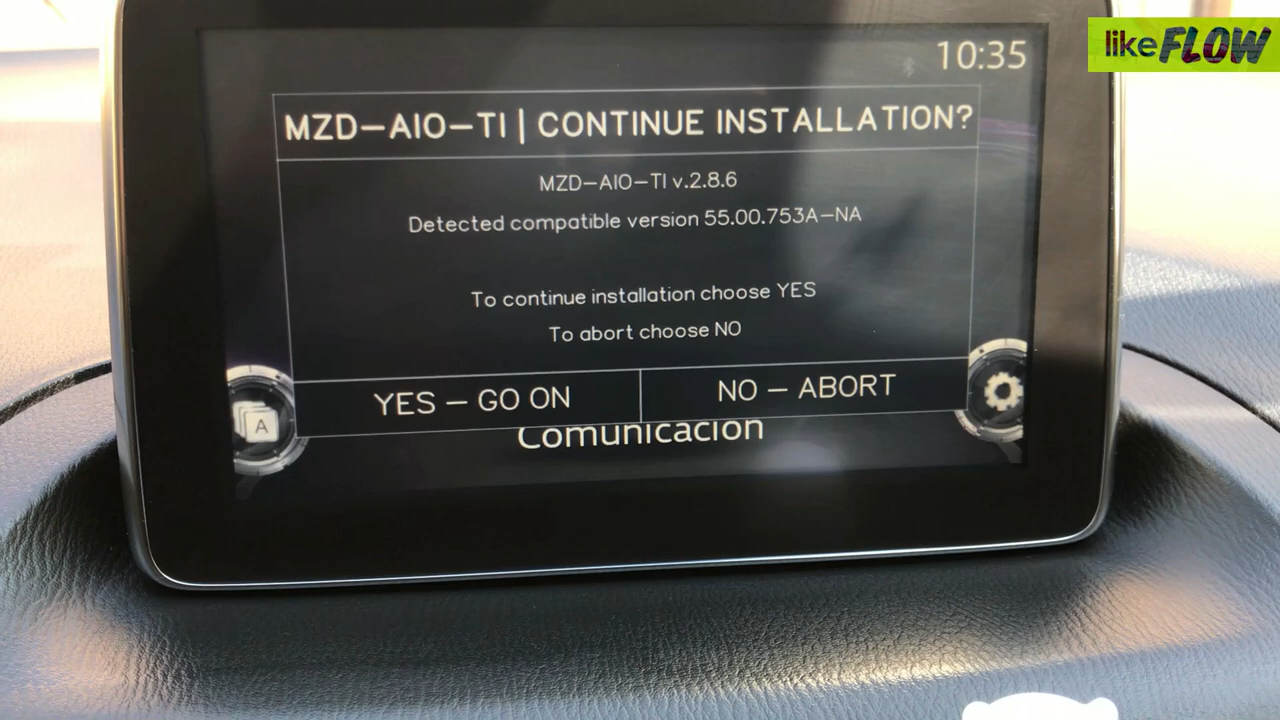 likeFLOW
10:35
MZD-AIO-TI | CONTINUE INSTALLATION?
MZD-AIO-TI v.2.8.6
Detected compatible version 55.00.753A-NA
To continue installation choose YES
To abort choose NO
YES - GO ON
NO - ABORT
A
Comunicación